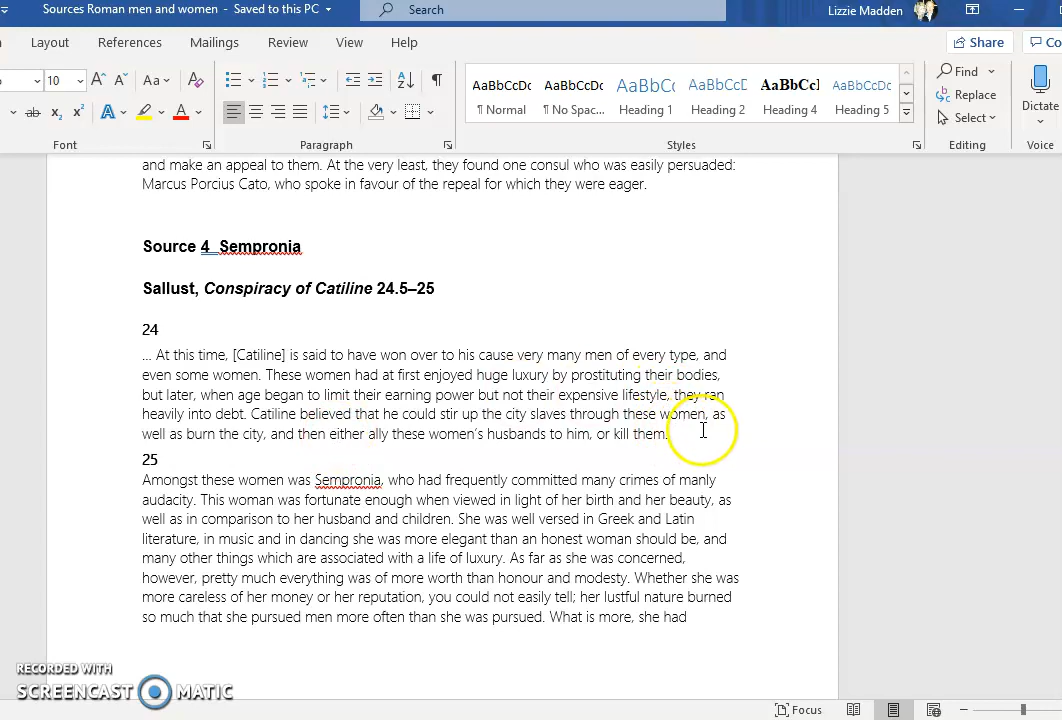 Sources Roman men and women - Saved to this PC
Search
Lizzie Madden
Layout References Mailings Review View Help
Share Co
10 Aa
AaBbCcDc AaBbCcDc AaBbCc AaBbCcD AaBbCcI AaBbCcDc
¶ Normal ¶ No Spac... Heading 1 Heading 2 Heading 4 Heading 5
Find
Replace
Select
Dictate
Font Paragraph Styles Editing Voice
and make an appeal to them. At the very least, they found one consul who was easily persuaded:
Marcus Porcius Cato, who spoke in favour of the repeal for which they were eager.
Source 4 Sempronia
Sallust, Conspiracy of Catiline 24.5–25
24
... At this time, [Catiline] is said to have won over to his cause very many men of every type, and
even some women. These women had at first enjoyed huge luxury by prostituting their bodies,
but later, when age began to limit their earning power but not their expensive lifestyle, they ran
heavily into debt. Catiline believed that he could stir up the city slaves through these women, as
well as burn the city, and then either ally these women's husbands to him, or kill them.
25
Amongst these women was Sempronia, who had frequently committed many crimes of manly
audacity. This woman was fortunate enough when viewed in light of her birth and her beauty, as
well as in comparison to her husband and children. She was well versed in Greek and Latin
literature, in music and in dancing she was more elegant than an honest woman should be, and
many other things which are associated with a life of luxury. As far as she was concerned,
however, pretty much everything was of more worth than honour and modesty. Whether she was
more careless of her money or her reputation, you could not easily tell; her lustful nature burned
so much that she pursued men more often than she was pursued. What is more, she had
RECORDED WITH
SCREENCAST MATIC
Focus